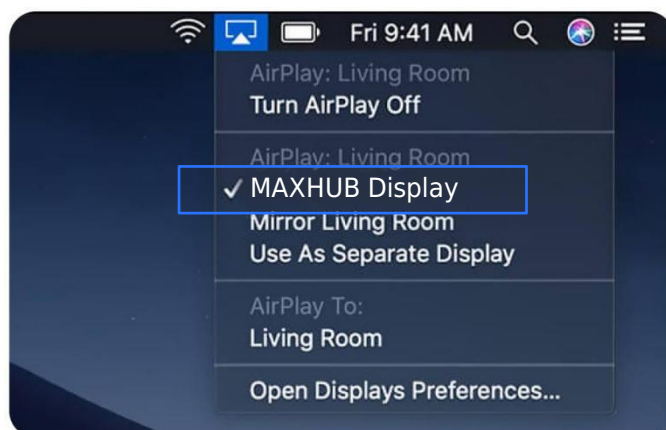 Fri 9:41 AM
AirPlay: Living Room
Turn AirPlay Off
AirPlay: Living Room
✓ MAXHUB Display
Mirror Living Room
Use As Separate Display
AirPlay To:
Living Room
Open Displays Preferences...